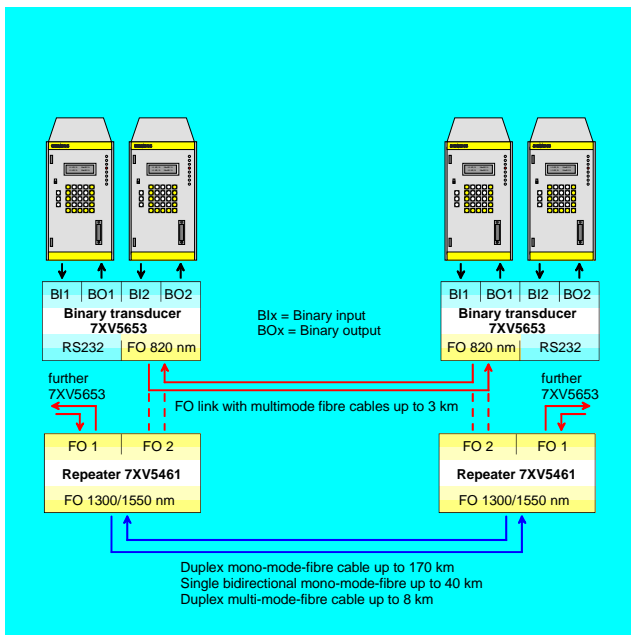 BI1 BO1 BI2 BO2
Binary transducer
7XV5653
RS232 FO 820 nm
BIx = Binary input
BOx = Binary output
BI1 BO1 BI2 BO2
Binary transducer
7XV5653
FO 820 nm RS232
further
7XV5653
FO link with multimode fibre cables up to 3 km
further
7XV5653
FO 1 FO 2
Repeater 7XV5461
FO 1300/1550 nm
FO 2 FO 1
Repeater 7XV5461
FO 1300/1550 nm
Duplex mono-mode-fibre cable up to 170 km
Single bidirectional mono-mode-fibre up to 40 km
Duplex multi-mode-fibre cable up to 8 km